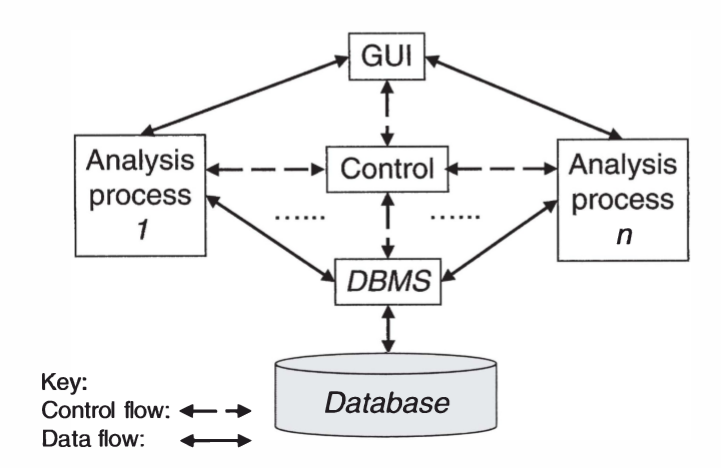 GUI
Analysis
process
1
Control
Analysis
process
n
......
......
DBMS
Database
Key:
Control flow:
Data flow: